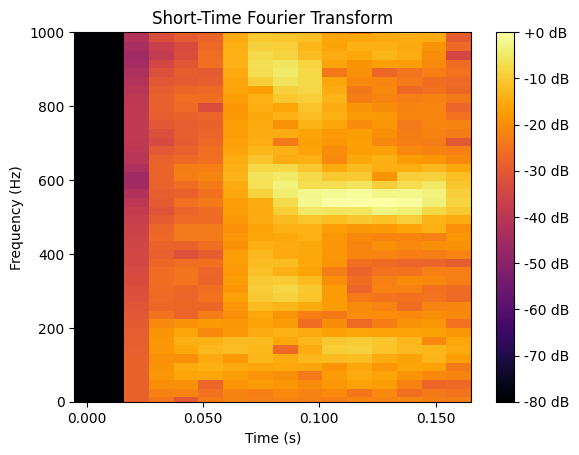 Short-Time Fourier Transform
Frequency (Hz)
1000
800
600
400
200
0
0.000
0.050
0.100
0.150
Time (s)
+0 dB
-10 dB
-20 dB
-30 dB
-40 dB
-50 dB
-60 dB
-70 dB
-80 dB